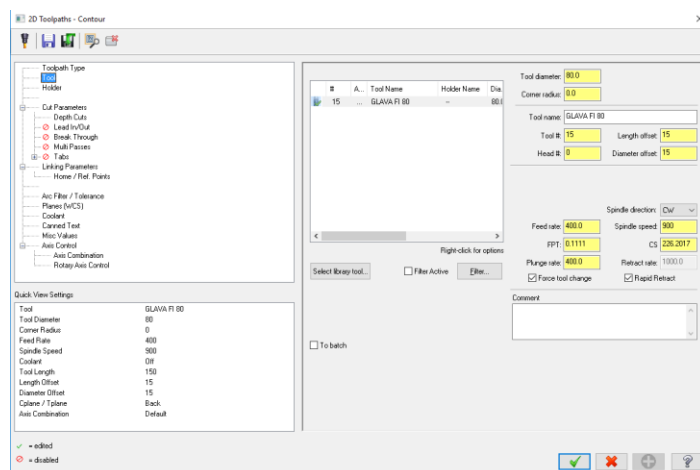 2D Toolpaths - Contour
Toolpath Type
Tool
Holder
Cut Parameters
Depth Cuts
Lead In/Out
Break Through
Multi Passes
Tabs
Linking Parameters
Home / Ref. Points
Arc Filter / Tolerance
Planes (WCS)
Coolant
Canned Text
Misc Values
Axis Control
Axis Combination
Rotary Axis Control
Quick View Settings
Tool GLAVA FI 80
Tool Diameter 80
Corner Radius 0
Feed Rate 400
Spindle Speed 900
Coolant Off
Tool Length 150
Length Offset 15
Diameter Offset 15
Cplane / Tplane Back
Axis Combination Default
= edited
= disabled
# A... Tool Name Holder Name Dia.
15 ... GLAVA FI 80 -- 80.0
Right-click for options
Select library tool... Filter Active Filter...
To batch
Tool diameter: 80.0
Corner radius: 0.0
Tool name: GLAVA FI 80
Tool #: 15 Length offset: 15
Head #: 0 Diameter offset: 15
Spindle direction: CW
Feed rate: 400.0 Spindle speed: 900
FPT: 0.1111 CS 226.2017
Plunge rate: 400.0 Retract rate: 1000.0
Force tool change Rapid Retract
Comment